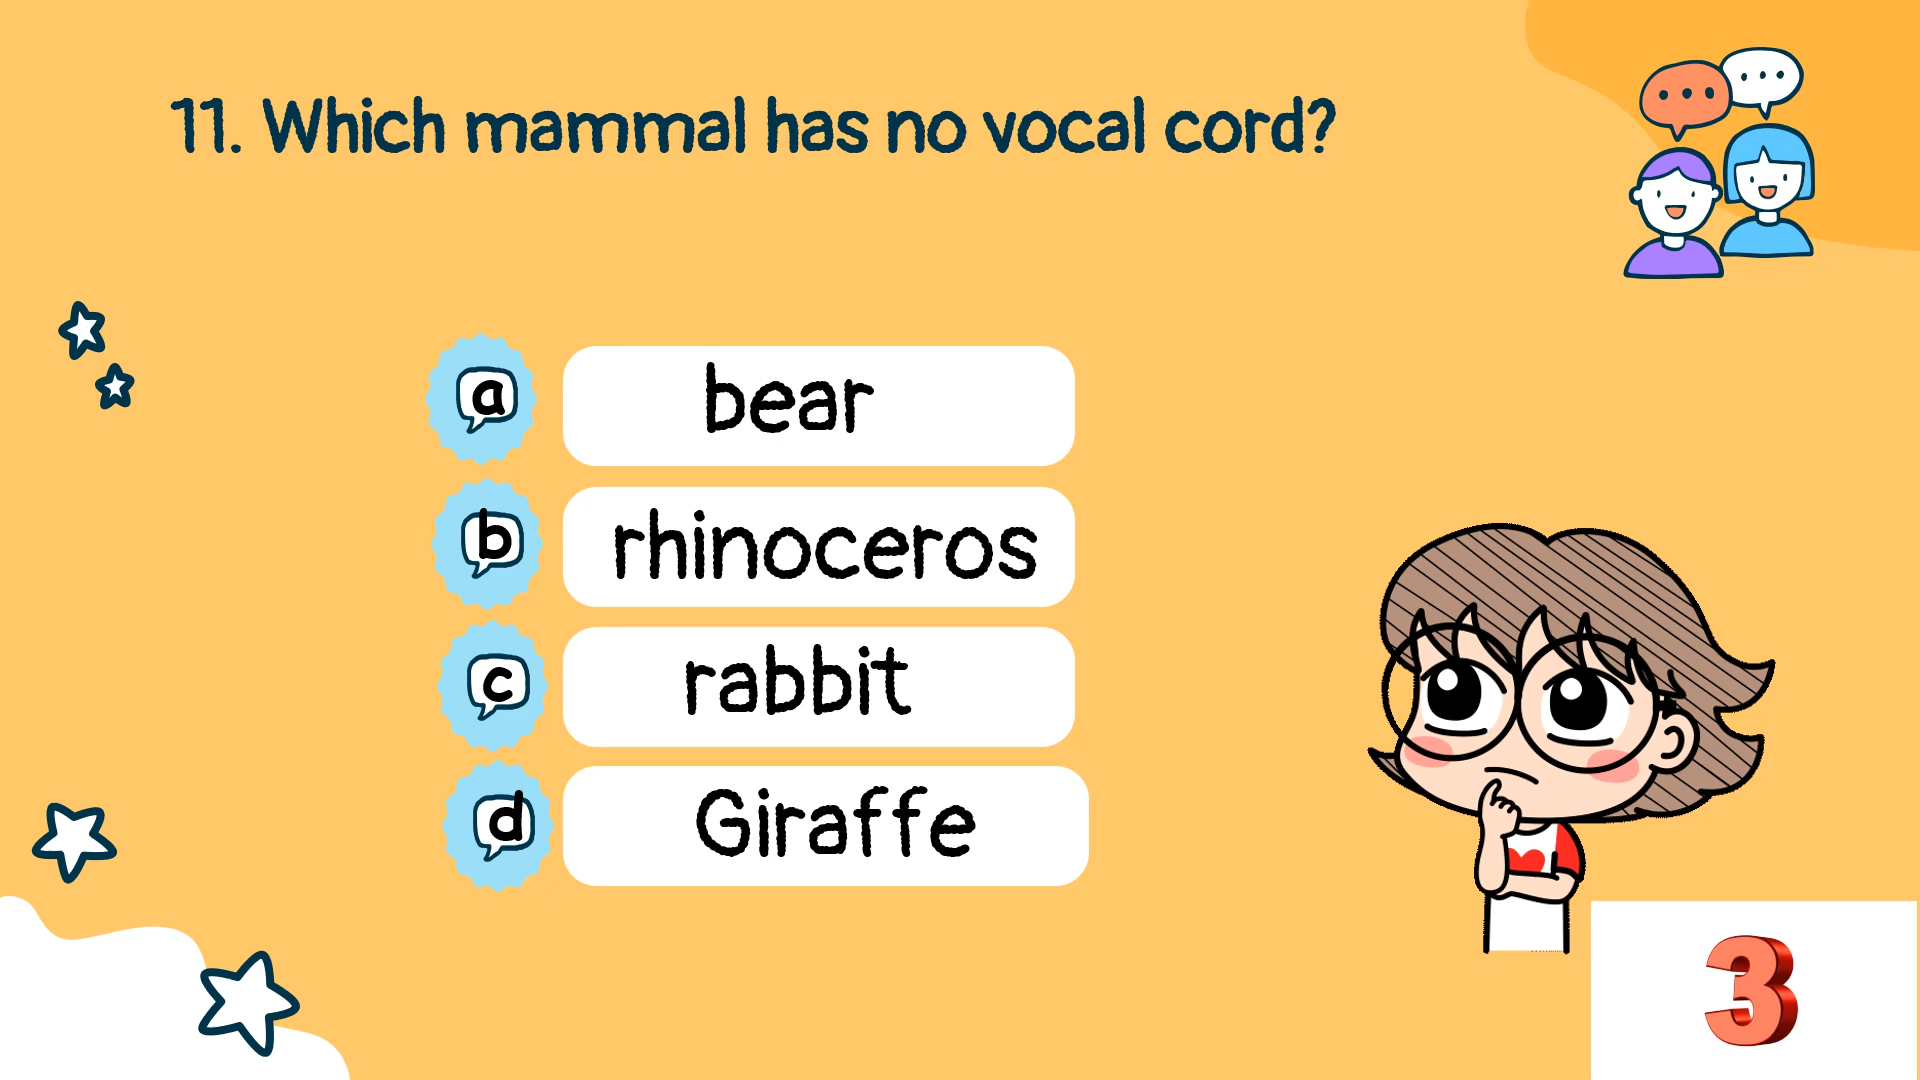 11. Which mammal has no vocal cord?
a bear
b rhinoceros
c rabbit
d Giraffe
3